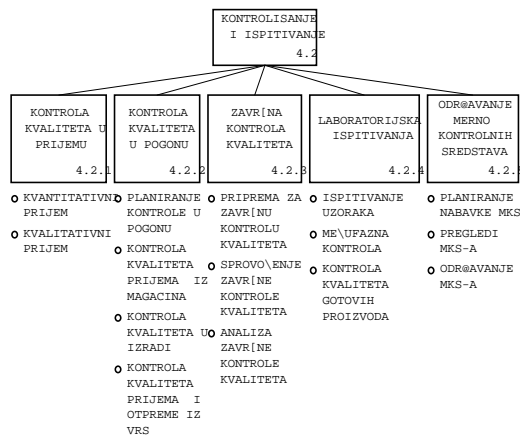 KONTROLISANJE
I ISPITIVANJE
4.2
KONTROLA
KVALITETA U
PRIJEMU
4.2.1
KONTROLA
KVALITETA
U POGONU
4.2.2
ZAVR[NA
KONTROLA
KVALITETA
4.2.3
LABORATORIJSKA
ISPITIVANJA
4.2.4
ODR@AVANJE
MERNO
KONTROLNIH
SREDSTAVA
4.2.5
KVANTITATIVNI
PRIJEM
KVALITATIVNI
PRIJEM
PLANIRANJE
KONTROLE U
POGONU
KONTROLA
KVALITETA
PRIJEMA IZ
MAGACINA
KONTROLA
KVALITETA U
IZRADI
KONTROLA
KVALITETA
PRIJEMA I
OTPREME IZ
VRS
PRIPREMA ZA
ZAVR[NU
KONTROLU
KVALITETA
SPROVO\ENJE
ZAVR[NE
KONTROLE
KVALITETA
ANALIZA
ZAVR[NE
KONTROLE
KVALITETA
ISPITIVANJE
UZORAKA
ME\UFAZNA
KONTROLA
KONTROLA
KVALITETA
GOTOVIH
PROIZVODA
PLANIRANJE
NABAVKE MKS
PREGLEDI
MKS-A
ODR@AVANJE
MKS-A